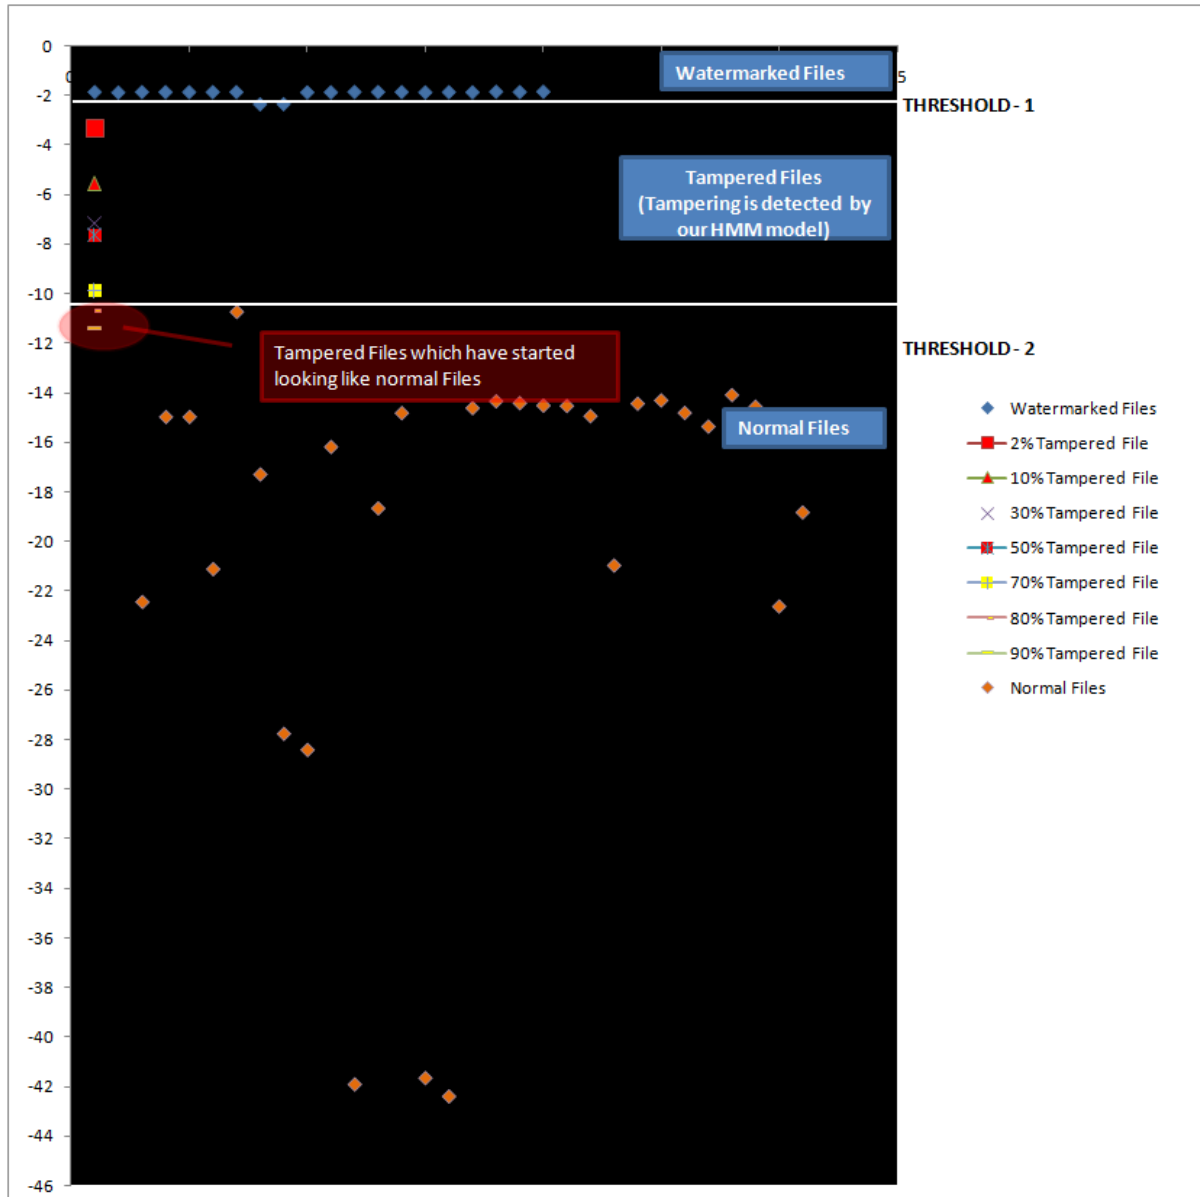 0
0
5
Watermarked Files
-2
THRESHOLD - 1
-4
-6
Tampered Files
(Tampering is detected by
our HMM model)
-8
-10
-12
THRESHOLD - 2
Tampered Files which have started
looking like normal Files
-14
-16
Normal Files
-18
-20
-22
-24
-26
-28
-30
-32
-34
-36
-38
-40
-42
-44
-46
Watermarked Files
2% Tampered File
10% Tampered File
30% Tampered File
50% Tampered File
70% Tampered File
80% Tampered File
90% Tampered File
Normal Files